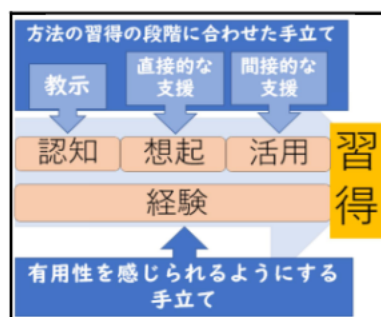 方法の習得の段階に合わせた手立て
教示
直接的な
支援
間接的な
支援
認知
想起
活用
習
得
経験
有用性を感じられるようにする
手立て